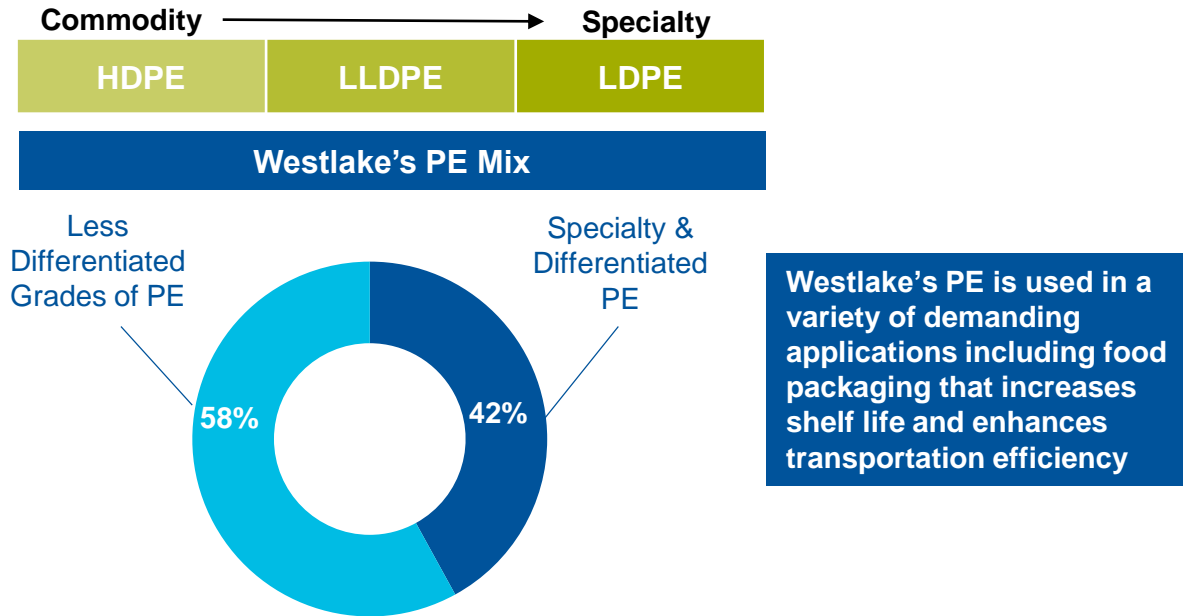 Commodity
Specialty
HDPE
LLDPE
LDPE
Westlake's PE Mix
Less
Differentiated
Grades of PE
Specialty &
Differentiated
PE
58%
42%
Westlake's PE is used in a
variety of demanding
applications including food
packaging that increases
shelf life and enhances
transportation efficiency